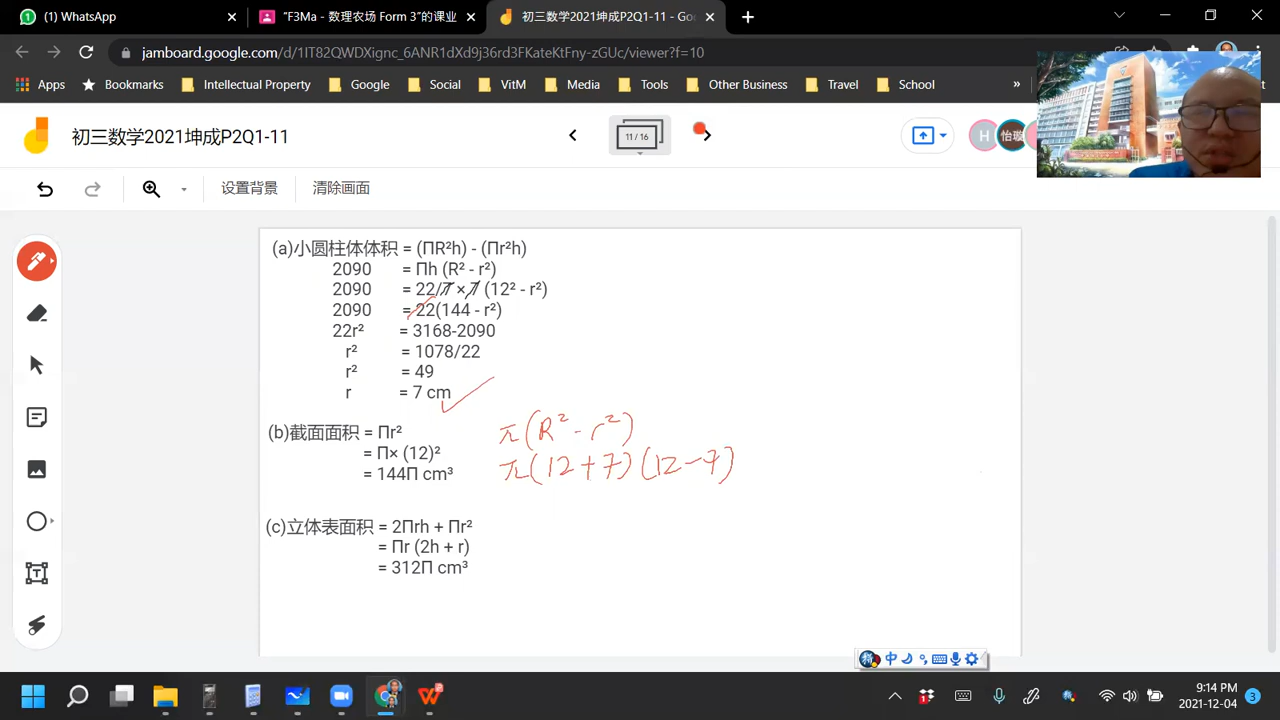 (1) WhatsApp
"F3Ma - 数理农场 Form 3"的课业
初三数学2021坤成P2Q1-11 - Go
jamboard.google.com/d/1IT82QWDXignc_6ANR1dXd9j36rd3FKateKtFny-zGUc/viewer?f=10
Apps
Bookmarks
Intellectual Property
Google
Social
VitM
Media
Tools
Other Business
Travel
School
»
初三数学2021坤成P2Q1-11
11 / 16
H
怡璇
设置背景
清除画面
(a)小圆柱体体积 = (ΠR²h) - (Πr²h)
2090 = Πh (R² - r²)
2090 = 22/7 × 7 (12² - r²)
2090 = 22(144 - r²)
22r² = 3168-2090
r² = 1078/22
r² = 49
r = 7 cm
(b)截面面积 = Πr²
= Π× (12)²
= 144Π cm³
π(R² - r²)
π(12+7)(12-7)
(c)立体表面积 = 2Πrh + Πr²
= Πr (2h + r)
= 312Π cm³
中
9:14 PM
2021-12-04
3